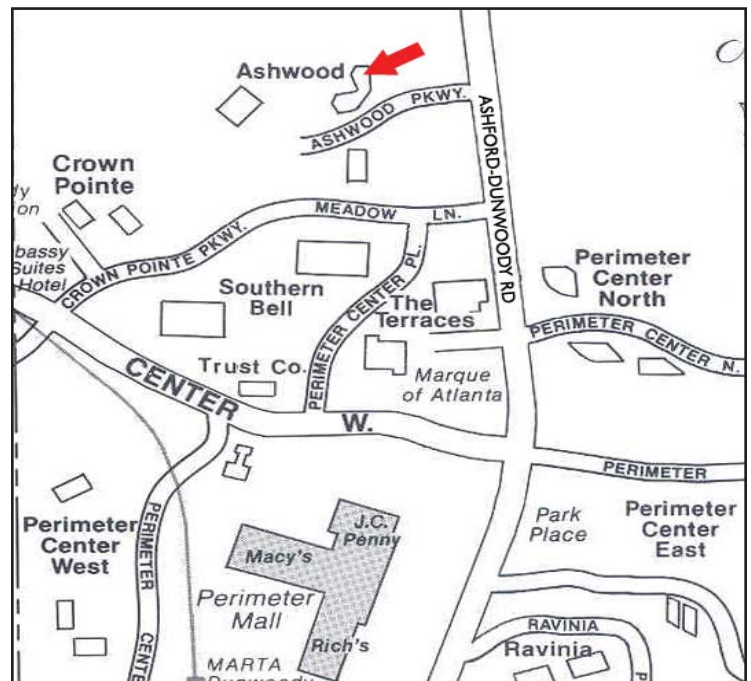 Ashwood
ASHWOOD PKWY.
ASHFORD-DUNWOODY RD
Crown
Pointe
MEADOW LN.
CROWN POINTE PKWY.
Suites
Hotel
Southern
Bell
PERIMETER CENTER PL.
The
Terraces
Perimeter
Center
North
PERIMETER CENTER N.
Trust Co.
Marque
of Atlanta
CENTER W.
PERIMETER
Perimeter
Center
West
PERIMETER
J.C.
Penny
Macy's
Perimeter
Mall
Rich's
MARTA
Park
Place
Perimeter
Center
East
RAVINIA
Ravinia